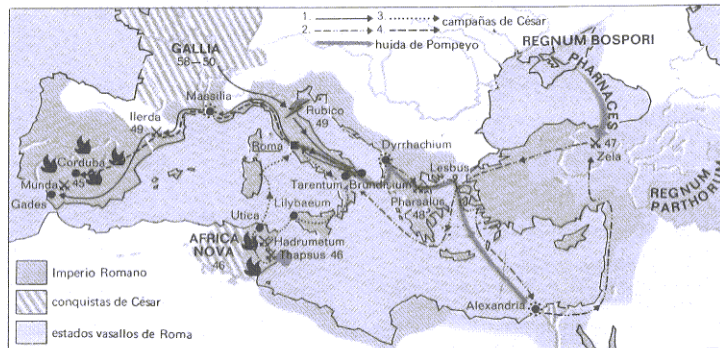 1.
2.
3.
4.
campañas de César
huida de Pompeyo
GALLIA
58–50
REGNUM BOSPORI
PHARNACES
Massilia
Rubico
49
Ilerda
49
Roma
Dyrrhachium
47
Zela
Corduba
45
Munda
Gades
Tarentum
Brundisium
Lesbus
Pharsalus
48
REGNUM
PARTHORUM
Lilybaeum
Utica
AFRICA
NOVA
46
Hadrumetum
Thapsus 46
Alexandria
Imperio Romano
conquistas de César
estados vasallos de Roma